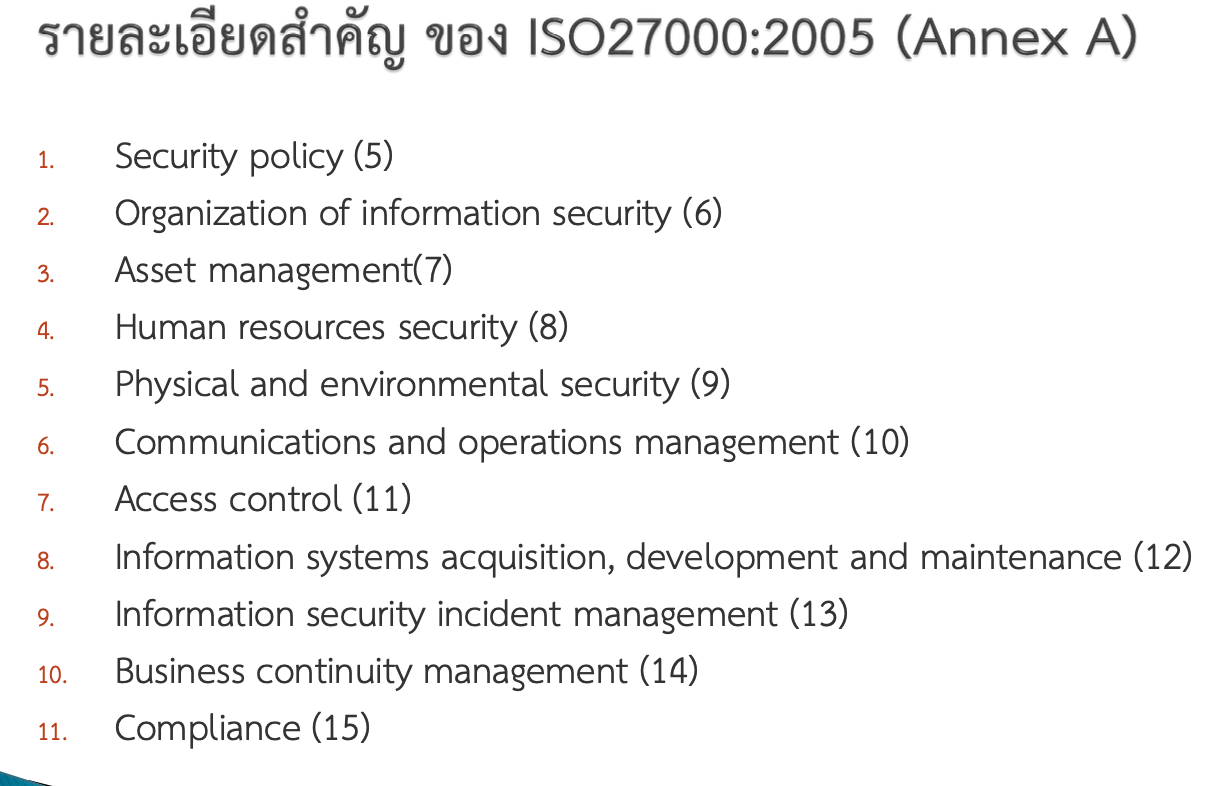 รายละเอียดสำคัญ ของ ISO27000:2005 (Annex A)
1. Security policy (5)
2. Organization of information security (6)
3. Asset management(7)
4. Human resources security (8)
5. Physical and environmental security (9)
6. Communications and operations management (10)
7. Access control (11)
8. Information systems acquisition, development and maintenance (12)
9. Information security incident management (13)
10. Business continuity management (14)
11. Compliance (15)